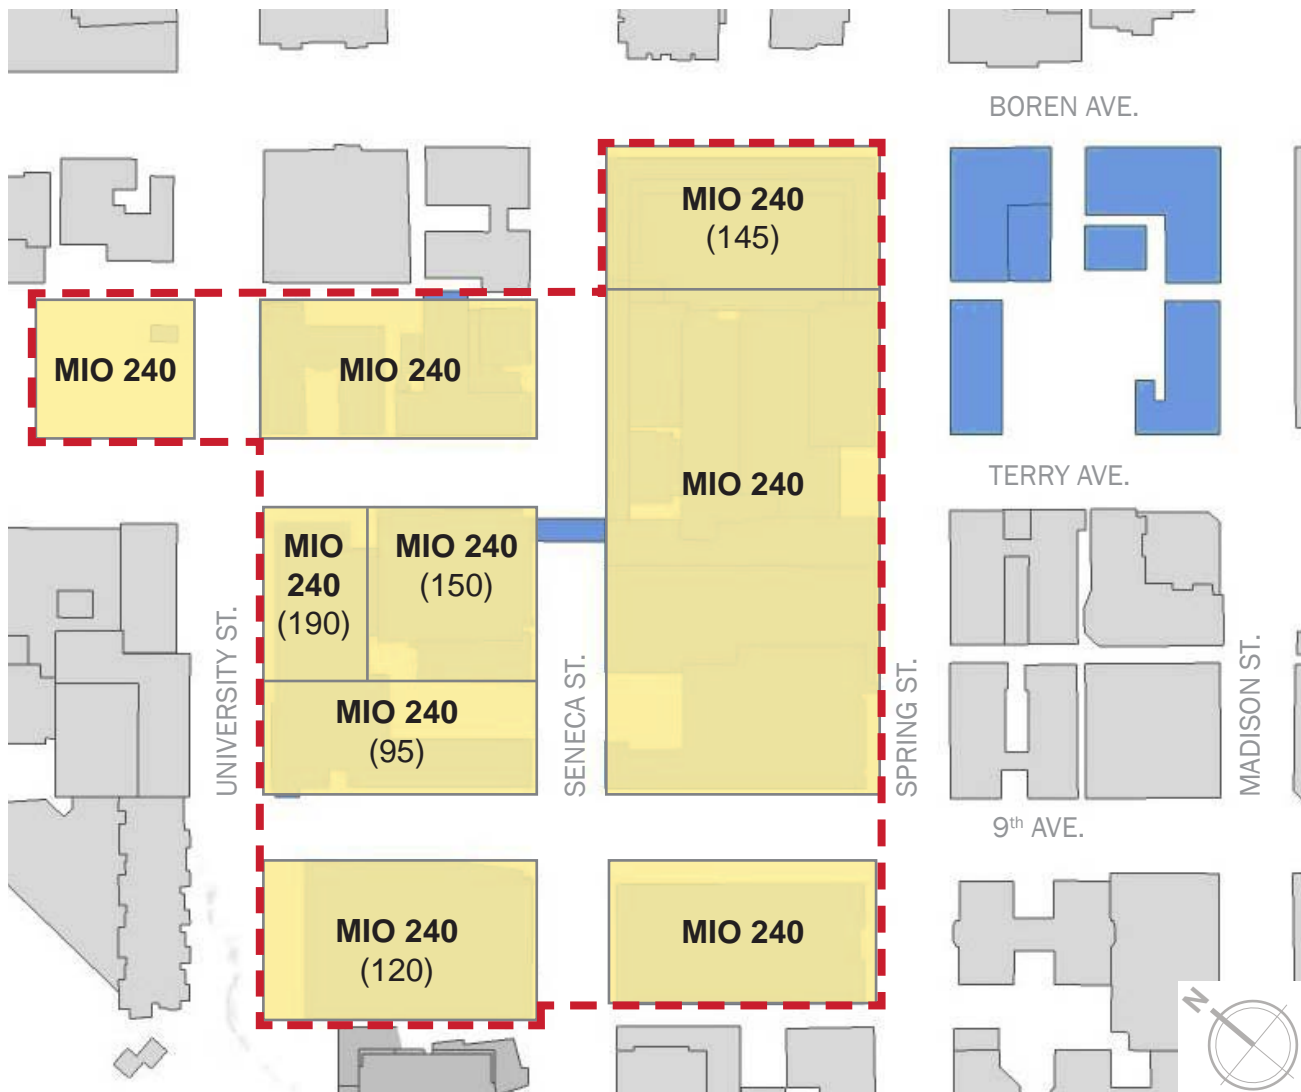 BOREN AVE.
MIO 240
(145)
MIO 240
MIO 240
MIO 240
TERRY AVE.
MIO
240
(190)
MIO 240
(150)
UNIVERSITY ST.
SENECA ST.
SPRING ST.
MADISON ST.
MIO 240
(95)
9th AVE.
MIO 240
(120)
MIO 240
N